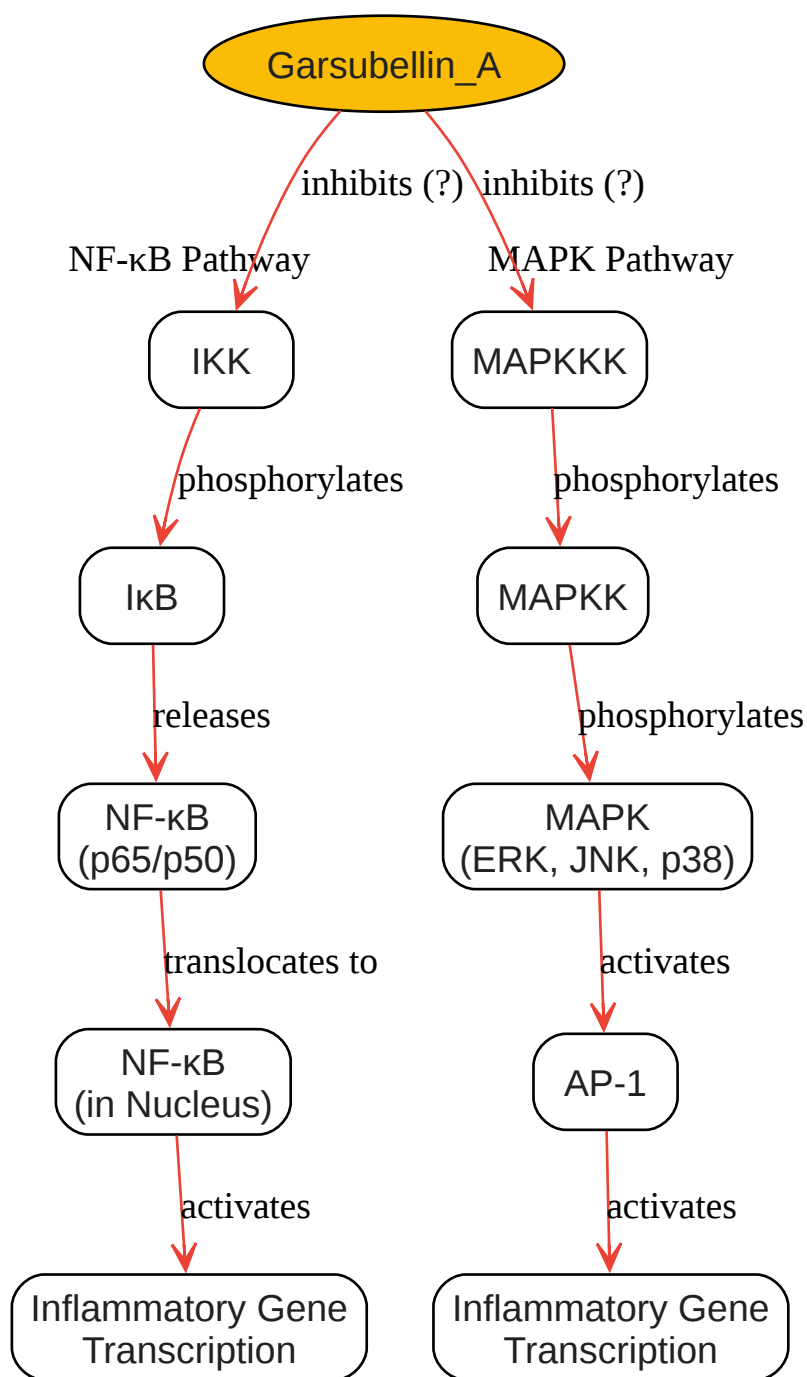 Garsubellin_A
inhibits (?)
inhibits (?)
NF-κB Pathway
MAPK Pathway
IKK
MAPKKK
phosphorylates
phosphorylates
IκB
MAPKK
releases
phosphorylates
NF-κB
(p65/p50)
MAPK
(ERK, JNK, p38)
translocates to
activates
NF-κB
(in Nucleus)
AP-1
activates
activates
Inflammatory Gene
Transcription
Inflammatory Gene
Transcription